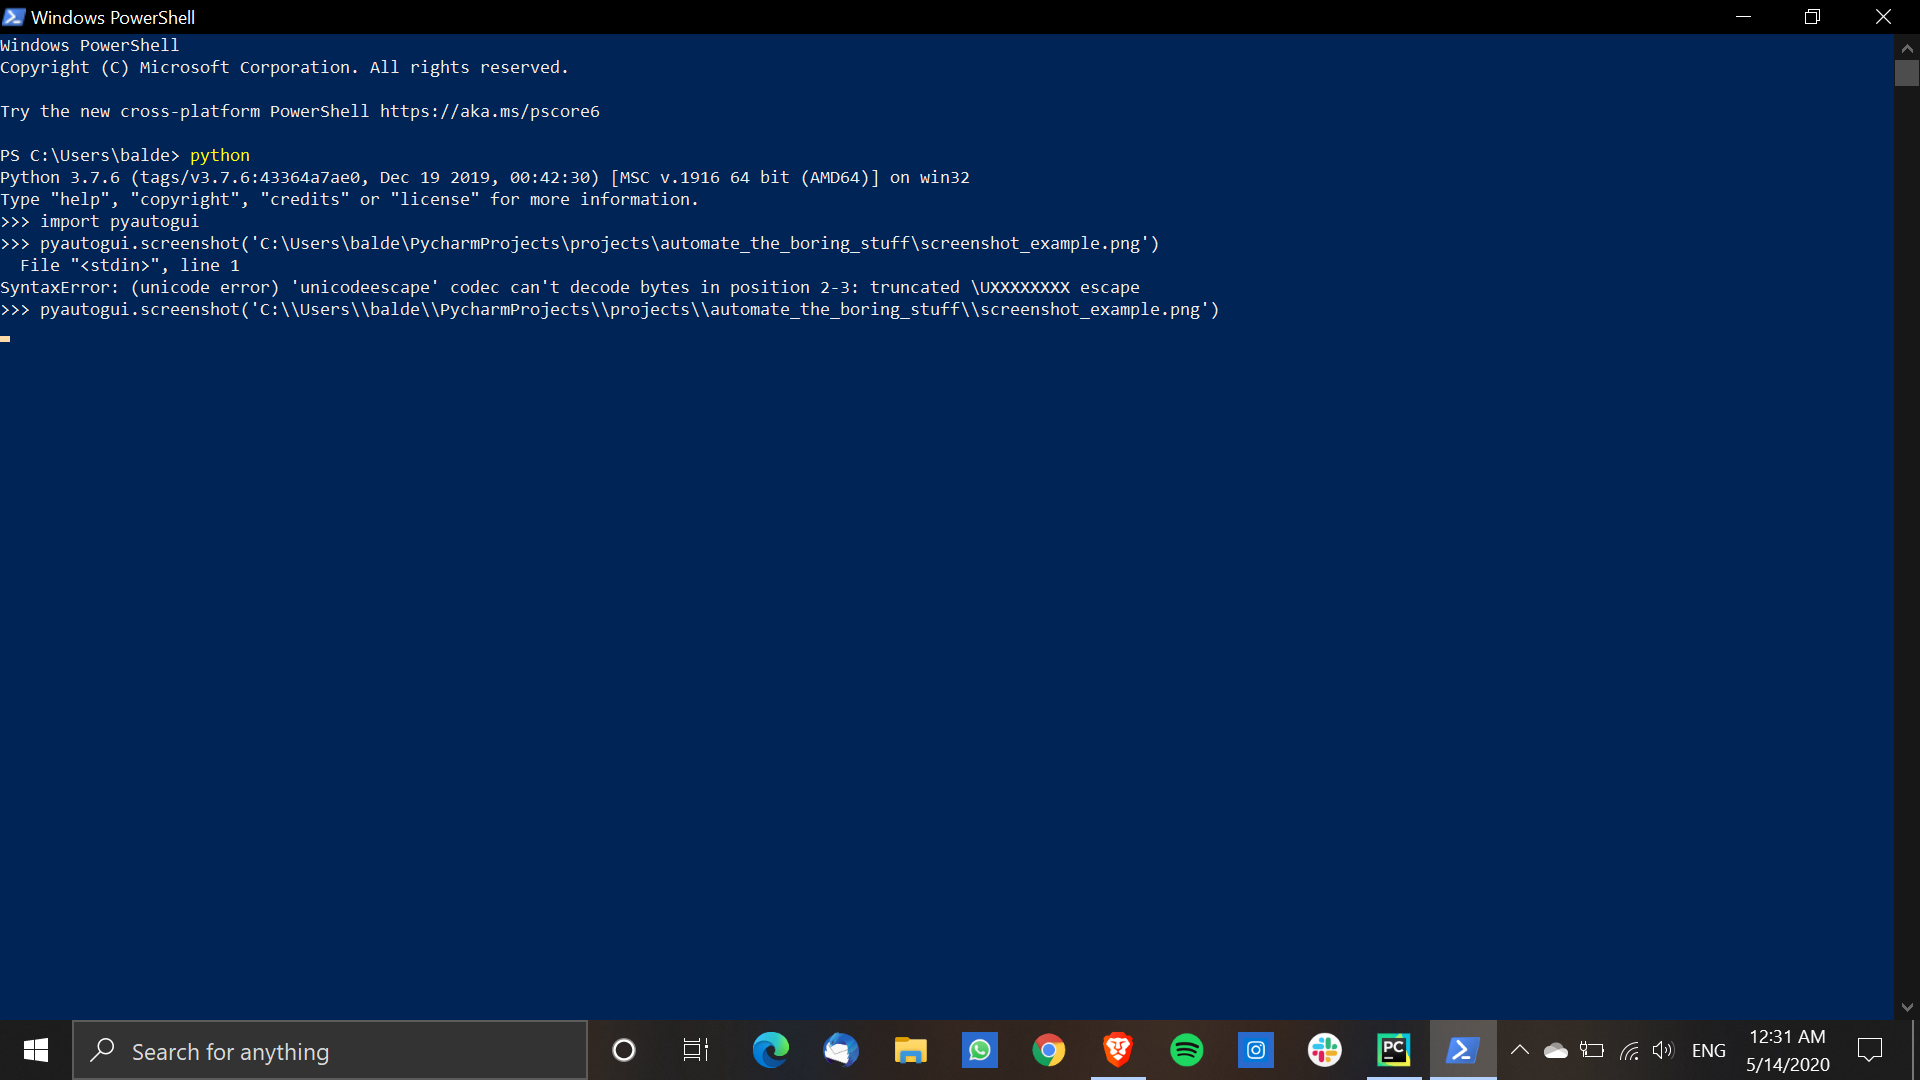 Windows PowerShell
Windows PowerShell
Copyright (C) Microsoft Corporation. All rights reserved.
Try the new cross-platform PowerShell https://aka.ms/pscore6
PS C:\Users\balde> python
Python 3.7.6 (tags/v3.7.6:43364a7ae0, Dec 19 2019, 00:42:30) [MSC v.1916 64 bit (AMD64)] on win32
Type "help", "copyright", "credits" or "license" for more information.
>>> import pyautogui
>>> pyautogui.screenshot('C:\Users\balde\PycharmProjects\projects\automate_the_boring_stuff\screenshot_example.png')
  File "<stdin>", line 1
SyntaxError: (unicode error) 'unicodeescape' codec can't decode bytes in position 2-3: truncated \UXXXXXXXX escape
>>> pyautogui.screenshot('C:\\Users\\balde\\PycharmProjects\\projects\\automate_the_boring_stuff\\screenshot_example.png')
Search for anything
PC
ENG
12:31 AM
5/14/2020